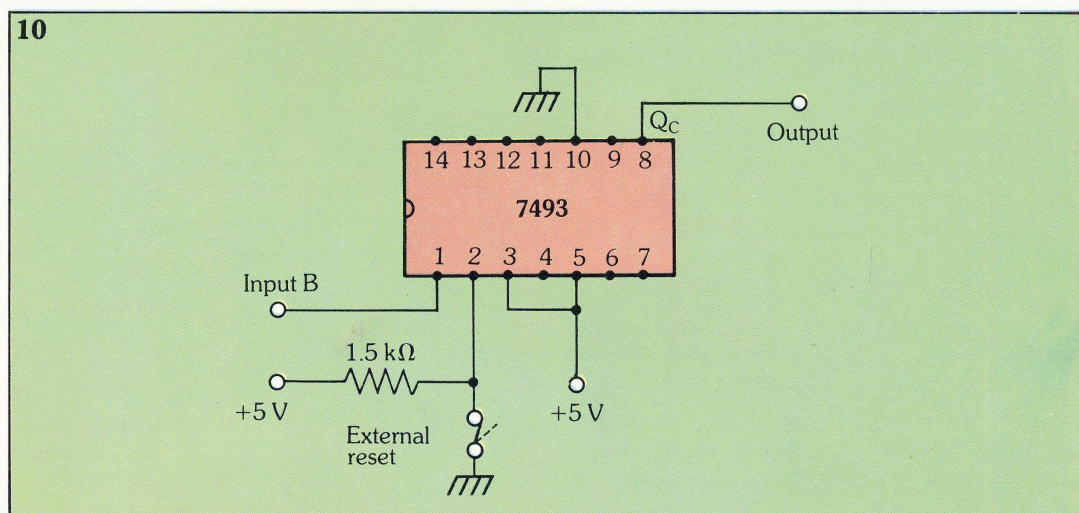 10
Q_C
Output
14 13 12 11 10 9 8
7493
1 2 3 4 5 6 7
Input B
1.5 kΩ
+5 V
+5 V
External
reset